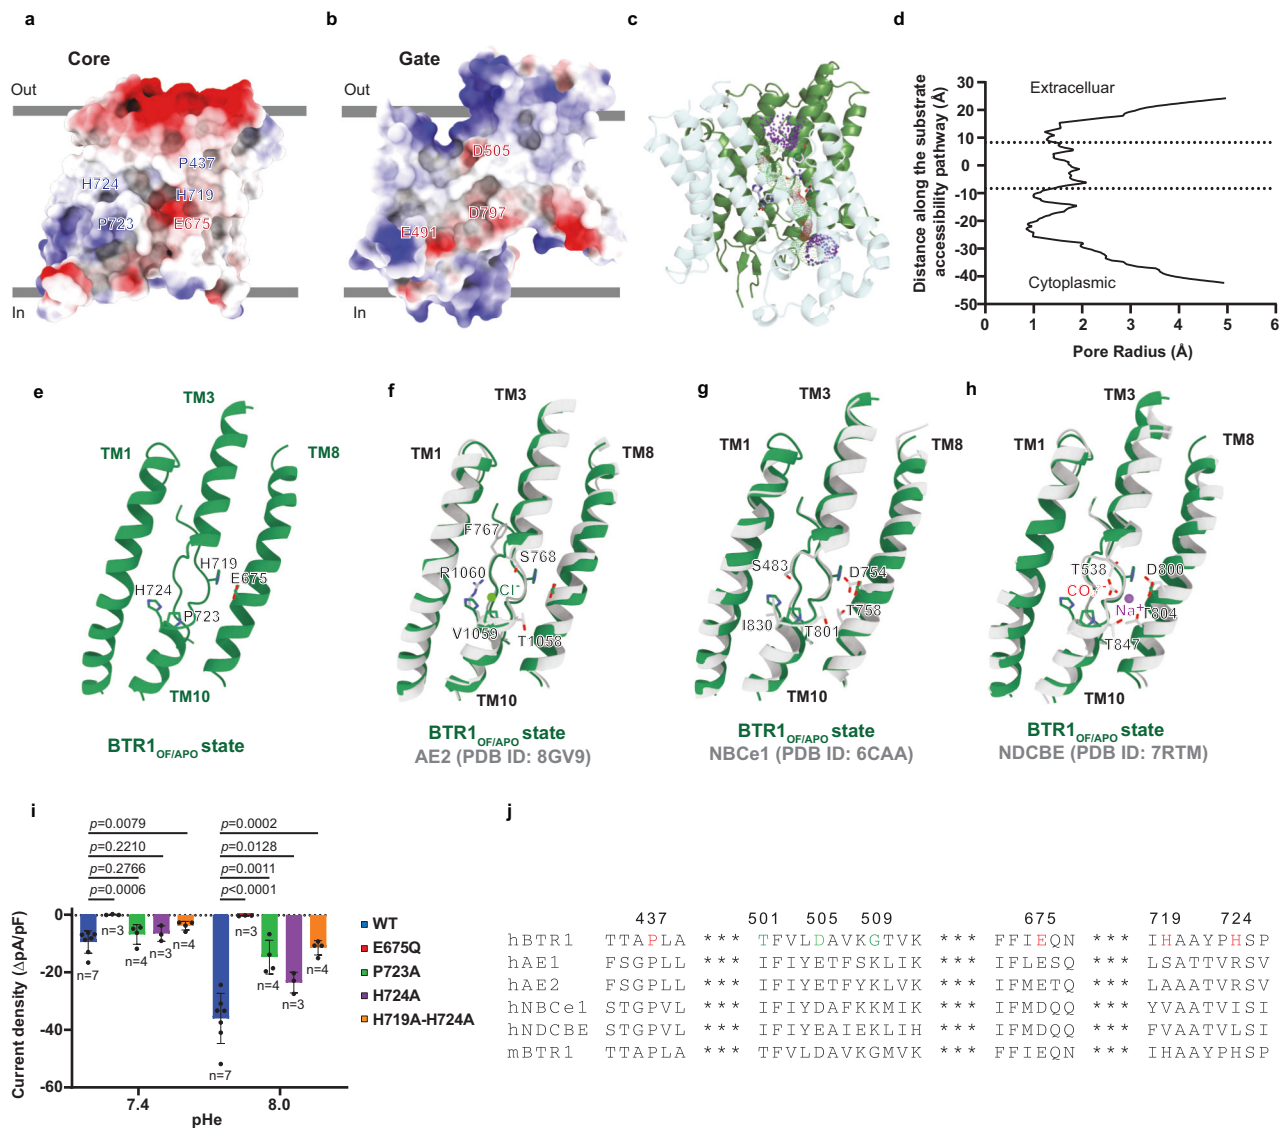 a
Core
Out
P437
H724
H719
P723
E675
In
b
Gate
Out
D505
D797
E491
In
c
d
Distance along the substrate
accessibility pathway (Å)
30
20
10
0
-10
-20
-30
-40
-50
Extracelluar
Cytoplasmic
0 1 2 3 4 5 6
Pore Radius (Å)
e
TM3
TM1
TM8
H719
E675
H724
P723
TM10
BTR1OF/APO state
f
TM3
TM1
TM8
F767
S768
R1060
Cl-
V1059
T1058
TM10
BTR1OF/APO state
AE2 (PDB ID: 8GV9)
g
TM3
TM1
TM8
S483
D754
T758
I830
T801
TM10
BTR1OF/APO state
NBCe1 (PDB ID: 6CAA)
h
TM3
TM1
TM8
T538
D800
Na+
T804
T847
TM10
BTR1OF/APO state
NDCBE (PDB ID: 7RTM)
i
p=0.0079
p=0.2210
p=0.2766
p=0.0006
p=0.0002
p=0.0128
p=0.0011
p<0.0001
Current density (ΔpA/pF)
0
-20
-40
-60
n=7
n=3
n=4
n=3
n=4
n=7
n=3
n=4
n=3
n=4
7.4 8.0
pHe
WT
E675Q
P723A
H724A
H719A-H724A
j
437 501 505 509 675 719 724
hBTR1 TTAPLA *** TFVLDAVKGTVK *** FFIEQN *** IHAAYPHSP
hAE1 FSGPLL *** IFIYETFSKLIK *** IFLESQ *** LSATTVRSV
hAE2 FSGPLL *** IFIYETFYKLVK *** IFMETQ *** LAATTVRSV
hNBCe1 STGPVL *** IFIYDAFKKMIK *** IFMDQQ *** YVAATVISI
hNDCBE STGPVL *** IFIYEAIEKLIH *** IFMDQQ *** FVAATVLSI
mBTR1 TTAPLA *** TFVLDAVKGMVK *** FFIEQN *** IHAAYPHSP